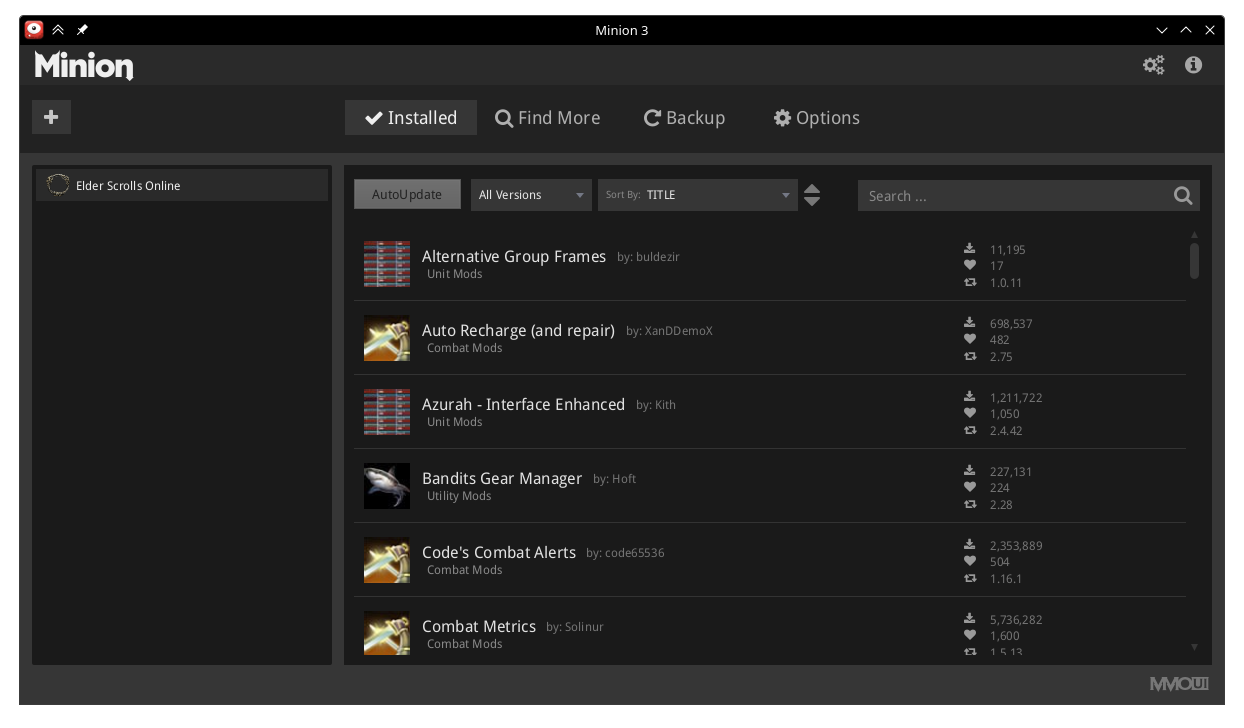 Minion 3
Minion
Installed
Find More
Backup
Options
Elder Scrolls Online
AutoUpdate
All Versions
Sort By: TITLE
Search ...
Alternative Group Frames by: buldezir
Unit Mods
11,195
17
1.0.11
Auto Recharge (and repair) by: XanDDemoX
Combat Mods
698,537
482
2.75
Azurah - Interface Enhanced by: Kith
Unit Mods
1,211,722
1,050
2.4.42
Bandits Gear Manager by: Hoft
Utility Mods
227,131
224
2.28
Code's Combat Alerts by: code65536
Combat Mods
2,353,889
504
1.16.1
Combat Metrics by: Solinur
Combat Mods
5,736,282
1,600
1.5.13
MMOUI